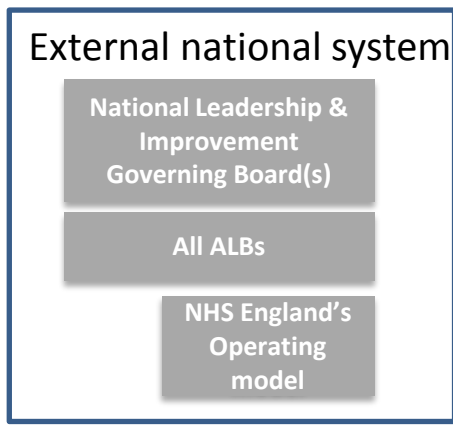 External national system
National Leadership &
Improvement
Governing Board(s)
All ALBs
NHS England’s
Operating
model